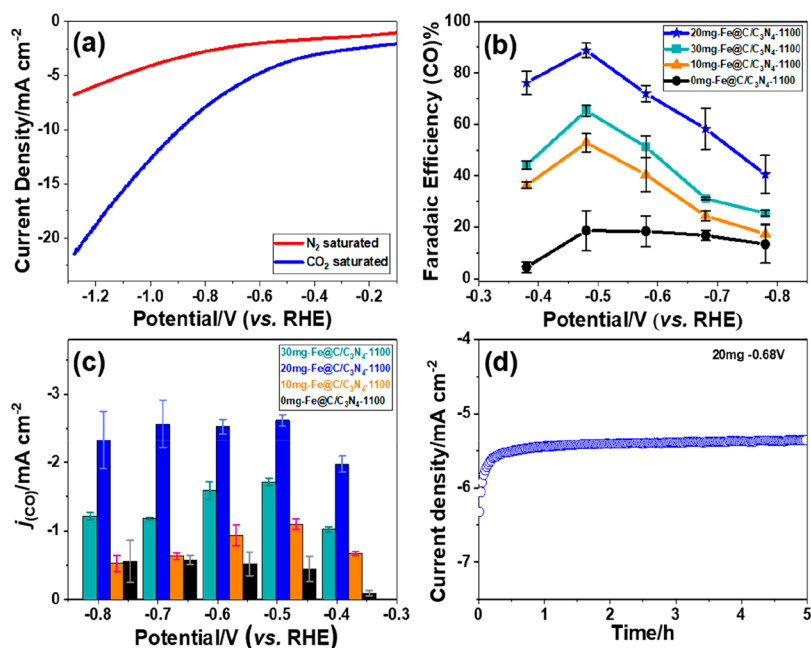 (a)
Current Density/mA cm⁻²
0
-5
-10
-15
-20
N₂ saturated
CO₂ saturated
-1.2 -1.0 -0.8 -0.6 -0.4 -0.2
Potential/V (vs. RHE)
(b)
Faradaic Efficiency (CO)%
100
80
60
40
20
0
20mg-Fe@C/C₃N₄-1100
30mg-Fe@C/C₃N₄-1100
10mg-Fe@C/C₃N₄-1100
0mg-Fe@C/C₃N₄-1100
-0.3 -0.4 -0.5 -0.6 -0.7 -0.8
Potential/V (vs. RHE)
(c)
j(CO)/mA cm⁻²
-3
-2
-1
0
30mg-Fe@C/C₃N₄-1100
20mg-Fe@C/C₃N₄-1100
10mg-Fe@C/C₃N₄-1100
0mg-Fe@C/C₃N₄-1100
-0.8 -0.7 -0.6 -0.5 -0.4 -0.3
Potential/V (vs. RHE)
(d)
20mg -0.68V
Current density/mA cm⁻²
-4
-5
-6
-7
0 1 2 3 4 5
Time/h